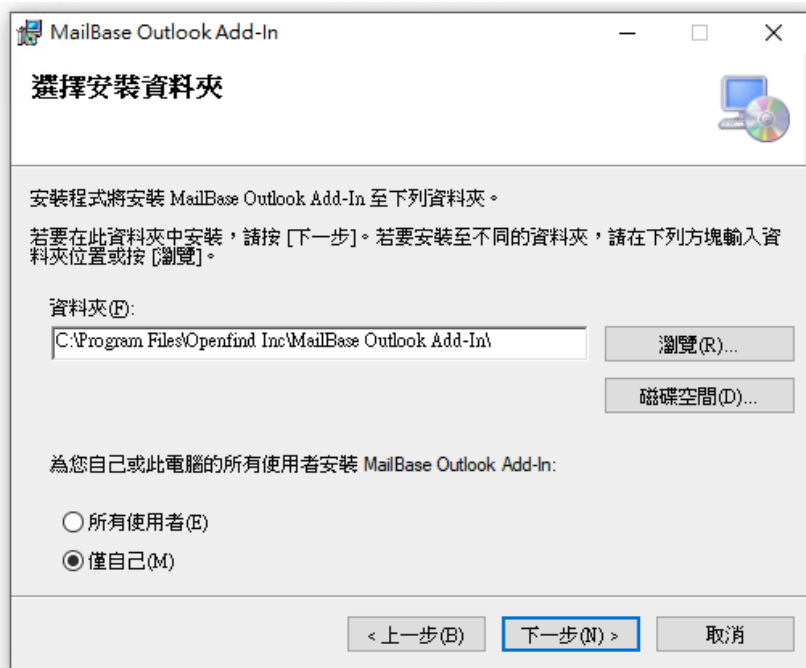 MailBase Outlook Add-In
選擇安裝資料夾
安裝程式將安裝 MailBase Outlook Add-In 至下列資料夾。
若要在此資料夾中安裝，請按 [下一步]。若要安裝至不同的資料夾，請在下列方塊輸入資
料夾位置或按 [瀏覽]。
資料夾(F):
C:\Program Files\Openfind Inc\MailBase Outlook Add-In\
瀏覽(R)...
磁碟空間(D)...
為您自己或此電腦的所有使用者安裝 MailBase Outlook Add-In:
所有使用者(E)
僅自己(M)
< 上一步(B) 下一步(N) > 取消